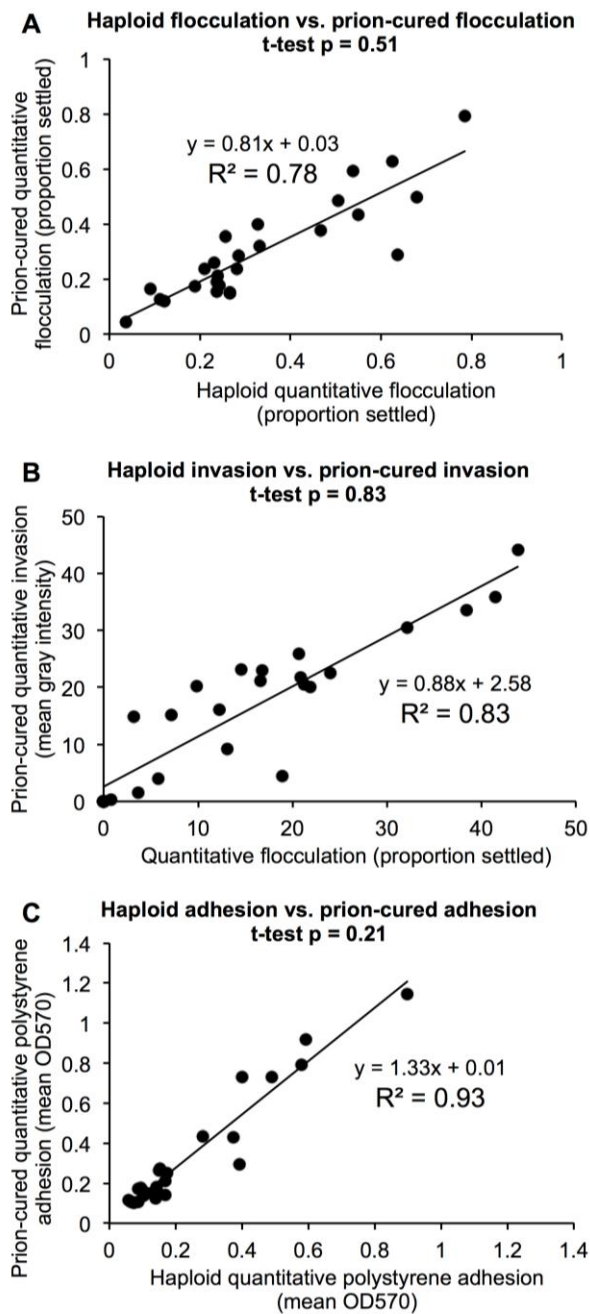 A
Haploid flocculation vs. prion-cured flocculation
t-test p = 0.51
Prion-cured quantitative
flocculation (proportion settled)
1
0.8
0.6
0.4
0.2
0
y = 0.81x + 0.03
R² = 0.78
0 0.2 0.4 0.6 0.8 1
Haploid quantitative flocculation
(proportion settled)
B
Haploid invasion vs. prion-cured invasion
t-test p = 0.83
Prion-cured quantitative invasion
(mean gray intensity)
50
40
30
20
10
0
y = 0.88x + 2.58
R² = 0.83
0 10 20 30 40 50
Quantitative flocculation (proportion settled)
C
Haploid adhesion vs. prion-cured adhesion
t-test p = 0.21
Prion-cured quantitative polystyrene
adhesion (mean OD570)
1.4
1.2
1
0.8
0.6
0.4
0.2
0
y = 1.33x + 0.01
R² = 0.93
0 0.2 0.4 0.6 0.8 1 1.2 1.4
Haploid quantitative polystyrene adhesion
(mean OD570)